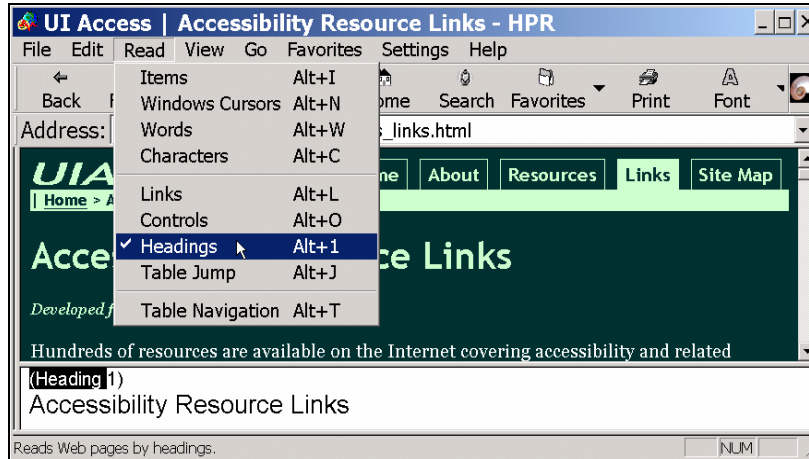 UI Access | Accessibility Resource Links - HPR
File Edit Read View Go Favorites Settings Help
Back Search Favorites Print Font
Address: _links.html
Items Alt+I
Windows Cursors Alt+N
Words Alt+W
Characters Alt+C
Links Alt+L
Controls Alt+O
Headings Alt+1
Table Jump Alt+J
Table Navigation Alt+T
UIA
About Resources Links Site Map
| Home >
Acce ce Links
Developed f
Hundreds of resources are available on the Internet covering accessibility and related
(Heading 1)
Accessibility Resource Links
Reads Web pages by headings.
NUM